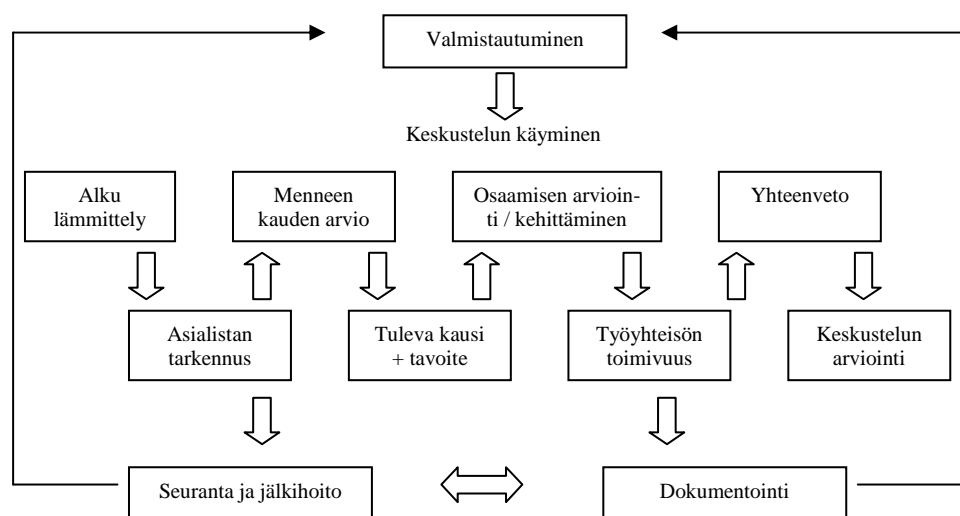 Valmistautuminen
Keskustelun käyminen
Alku
lämmittely
Menneen
kauden arvio
Osaamisen arvioin-
ti / kehittäminen
Yhteenveto
Asialistan
tarkennus
Tuleva kausi
+ tavoite
Työyhteisön
toimivuus
Keskustelun
arviointi
Seuranta ja jälkihoito
Dokumentointi